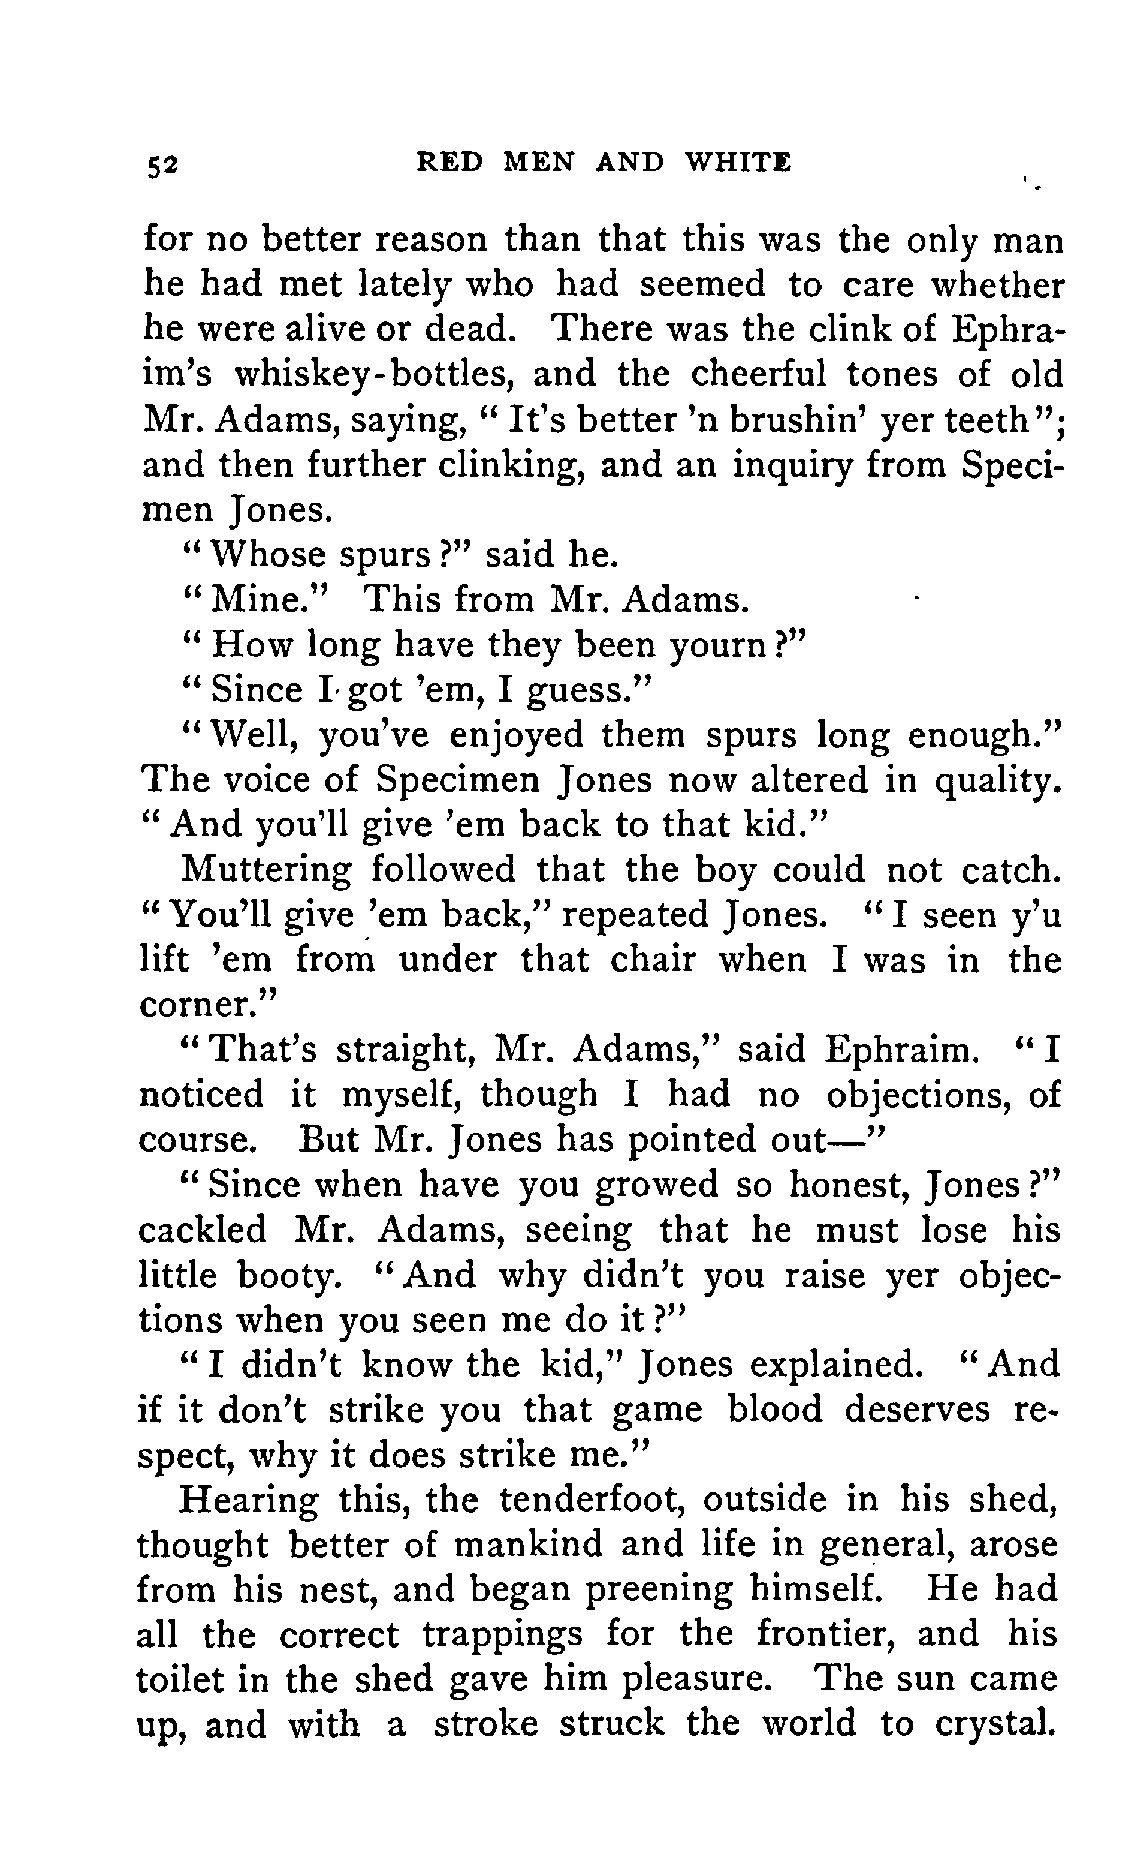 52 RED MEN AND WHITE
for no better reason than that this was the only man
he had met lately who had seemed to care whether
he were alive or dead. There was the clink of Ephra-
im's whiskey-bottles, and the cheerful tones of old
Mr. Adams, saying, “ It's better 'n brushin' yer teeth”;
and then further clinking, and an inquiry from Speci-
men Jones.
“ Whose spurs ?” said he.
“ Mine.” This from Mr. Adams.
“ How long have they been yourn ?”
“ Since I got 'em, I guess.”
“ Well, you've enjoyed them spurs long enough.”
The voice of Specimen Jones now altered in quality.
“ And you'll give 'em back to that kid.”
Muttering followed that the boy could not catch.
“ You'll give 'em back,” repeated Jones. “ I seen y'u
lift 'em from under that chair when I was in the
corner.”
“ That's straight, Mr. Adams,” said Ephraim. “ I
noticed it myself, though I had no objections, of
course. But Mr. Jones has pointed out—”
“ Since when have you growed so honest, Jones ?”
cackled Mr. Adams, seeing that he must lose his
little booty. “ And why didn't you raise yer objec-
tions when you seen me do it ?”
“ I didn't know the kid,” Jones explained. “ And
if it don't strike you that game blood deserves re-
spect, why it does strike me.”
Hearing this, the tenderfoot, outside in his shed,
thought better of mankind and life in general, arose
from his nest, and began preening himself. He had
all the correct trappings for the frontier, and his
toilet in the shed gave him pleasure. The sun came
up, and with a stroke struck the world to crystal.